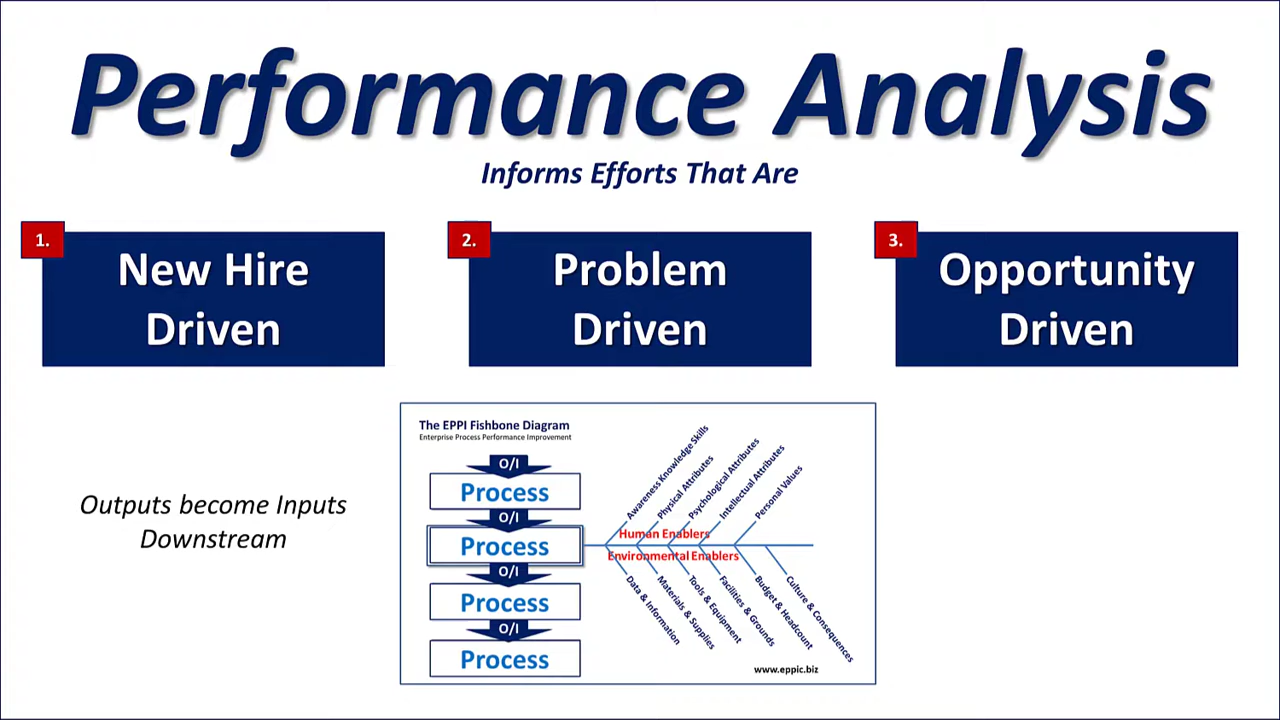 Performance Analysis
Informs Efforts That Are
1.
New Hire
Driven
2.
Problem
Driven
3.
Opportunity
Driven
Outputs become Inputs
Downstream
The EPPI Fishbone Diagram
Enterprise Process Performance Improvement
O/I
Process
O/I
Process
O/I
Process
O/I
Process
Awareness Knowledge Skills
Physical Attributes
Psychological Attributes
Intellectual Attributes
Personal Values
Human Enablers
Environmental Enablers
Data & Information
Materials & Supplies
Tools & Equipment
Facilities & Grounds
Budget & Headcount
Culture & Consequences
www.eppic.biz